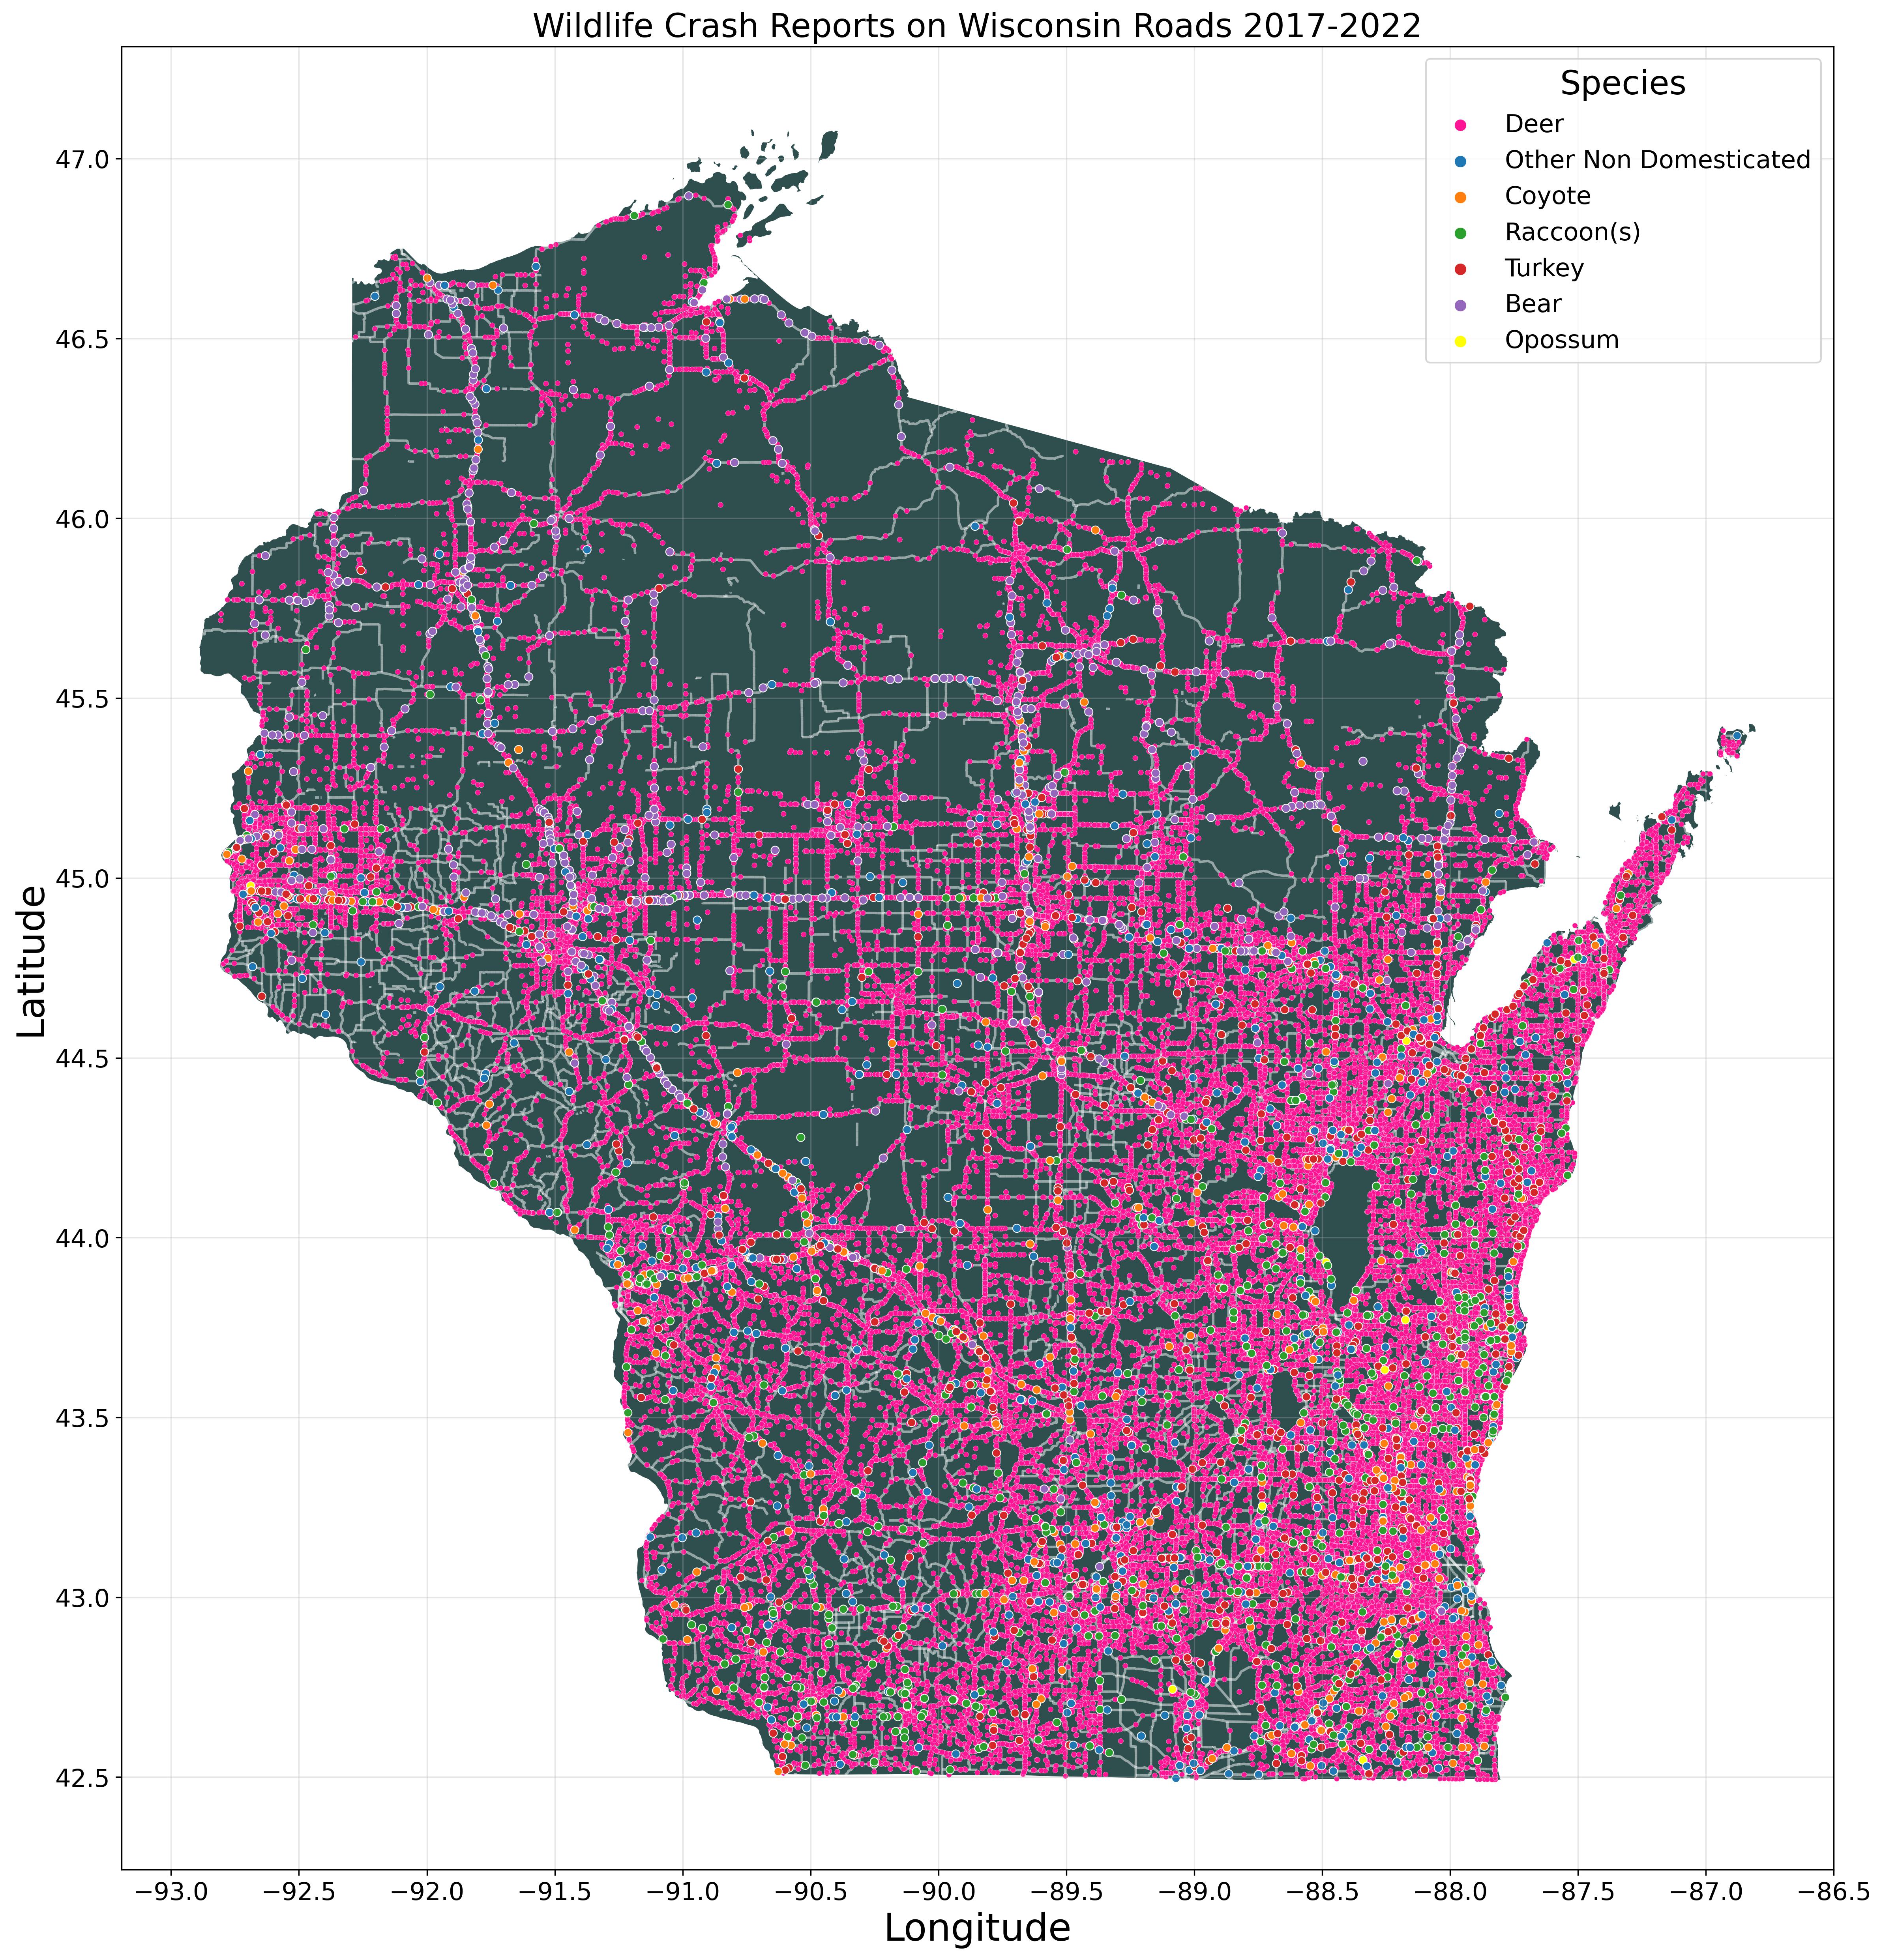 Wildlife Crash Reports on Wisconsin Roads 2017-2022
Species
Deer
Other Non Domesticated
Coyote
Raccoon(s)
Turkey
Bear
Opossum
Latitude
47.0
46.5
46.0
45.5
45.0
44.5
44.0
43.5
43.0
42.5
−93.0 −92.5 −92.0 −91.5 −91.0 −90.5 −90.0 −89.5 −89.0 −88.5 −88.0 −87.5 −87.0 −86.5
Longitude